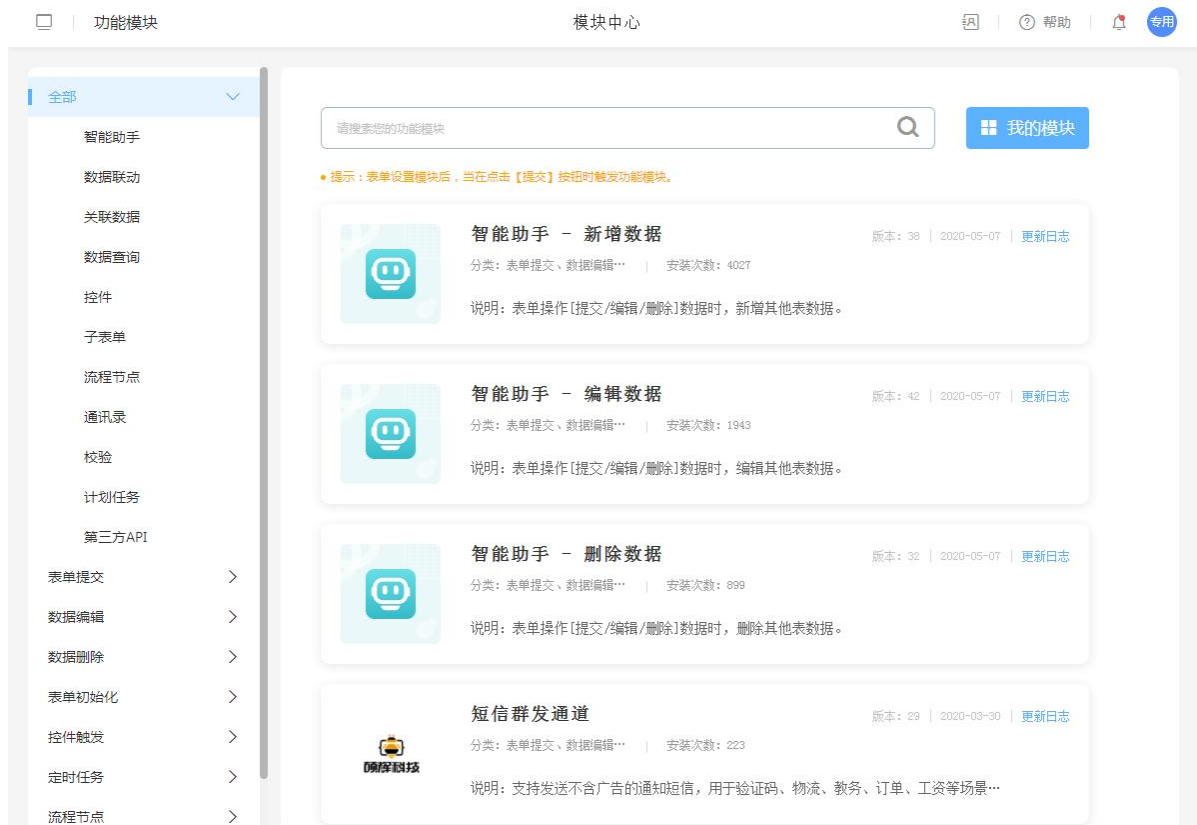 功能模块
模块中心
帮助
专用
全部
智能助手
数据联动
关联数据
数据查询
控件
子表单
流程节点
通讯录
校验
计划任务
第三方API
表单提交
数据编辑
数据删除
表单初始化
控件触发
定时任务
流程节点
请搜索您的功能模块
我的模块
• 提示：表单设置模块后，当在点击【提交】按钮时触发功能模块。
智能助手 - 新增数据
版本: 38 | 2020-05-07 | 更新日志
分类: 表单提交、数据编辑… | 安装次数: 4027
说明: 表单操作[提交/编辑/删除]数据时，新增其他表数据。
智能助手 - 编辑数据
版本: 42 | 2020-05-07 | 更新日志
分类: 表单提交、数据编辑… | 安装次数: 1943
说明: 表单操作[提交/编辑/删除]数据时，编辑其他表数据。
智能助手 - 删除数据
版本: 32 | 2020-05-07 | 更新日志
分类: 表单提交、数据编辑… | 安装次数: 899
说明: 表单操作[提交/编辑/删除]数据时，删除其他表数据。
短信群发通道
版本: 29 | 2020-03-30 | 更新日志
分类: 表单提交、数据编辑… | 安装次数: 223
颐辉科技
说明: 支持发送不含广告的通知短信，用于验证码、物流、教务、订单、工资等场景…